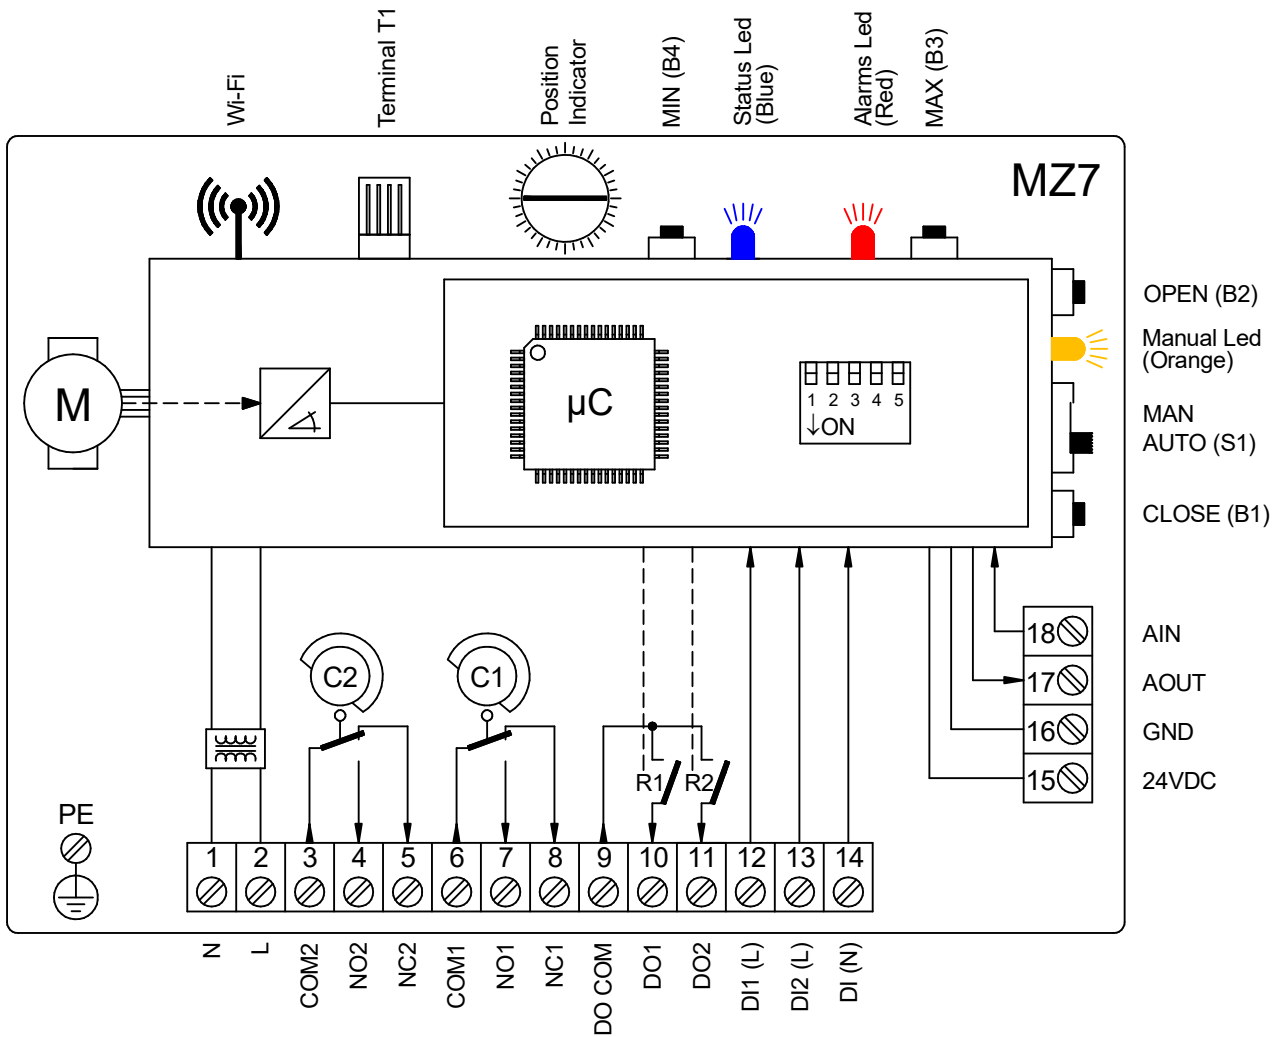 Wi-Fi
Terminal T1
Position
Indicator
MIN (B4)
Status Led
(Blue)
Alarms Led
(Red)
MAX (B3)
MZ7
OPEN (B2)
Manual Led
(Orange)
MAN
AUTO (S1)
CLOSE (B1)
M
µC
1 2 3 4 5
↓ON
C2
C1
R1
R2
18
AIN
17
AOUT
16
GND
15
24VDC
PE
1 2 3 4 5 6 7 8 9 10 11 12 13 14
N
L
COM2
NO2
NC2
COM1
NO1
NC1
DO COM
DO1
DO2
DI1 (L)
DI2 (L)
DI (N)